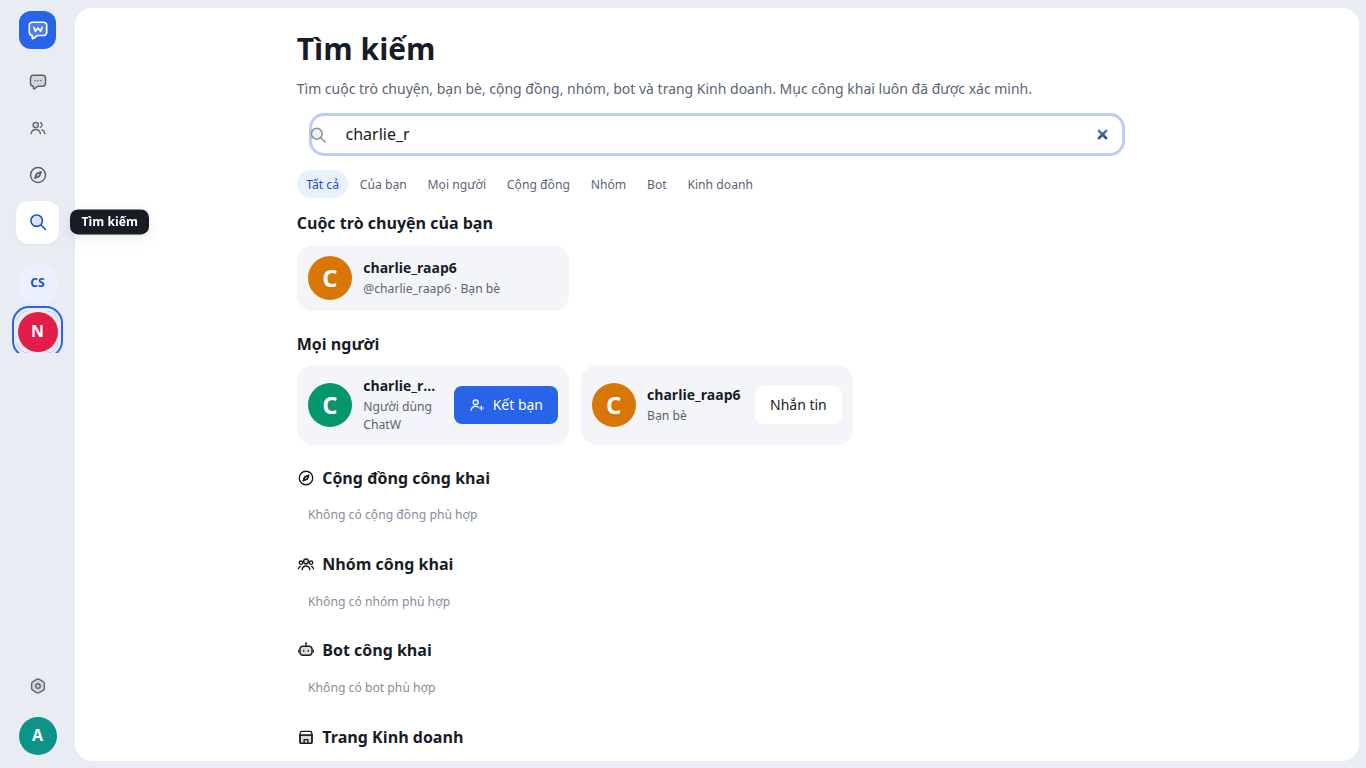 Tìm kiếm
Tìm cuộc trò chuyện, bạn bè, cộng đồng, nhóm, bot và trang Kinh doanh. Mục công khai luôn đã được xác minh.
charlie_r
Tất cả Của bạn Mọi người Cộng đồng Nhóm Bot Kinh doanh
Tìm kiếm
Cuộc trò chuyện của bạn
CS
C
charlie_raap6
@charlie_raap6 · Bạn bè
N
Mọi người
C
charlie_r...
Người dùng
ChatW
Kết bạn
C
charlie_raap6
Bạn bè
Nhắn tin
Cộng đồng công khai
Không có cộng đồng phù hợp
Nhóm công khai
Không có nhóm phù hợp
Bot công khai
Không có bot phù hợp
Trang Kinh doanh
A